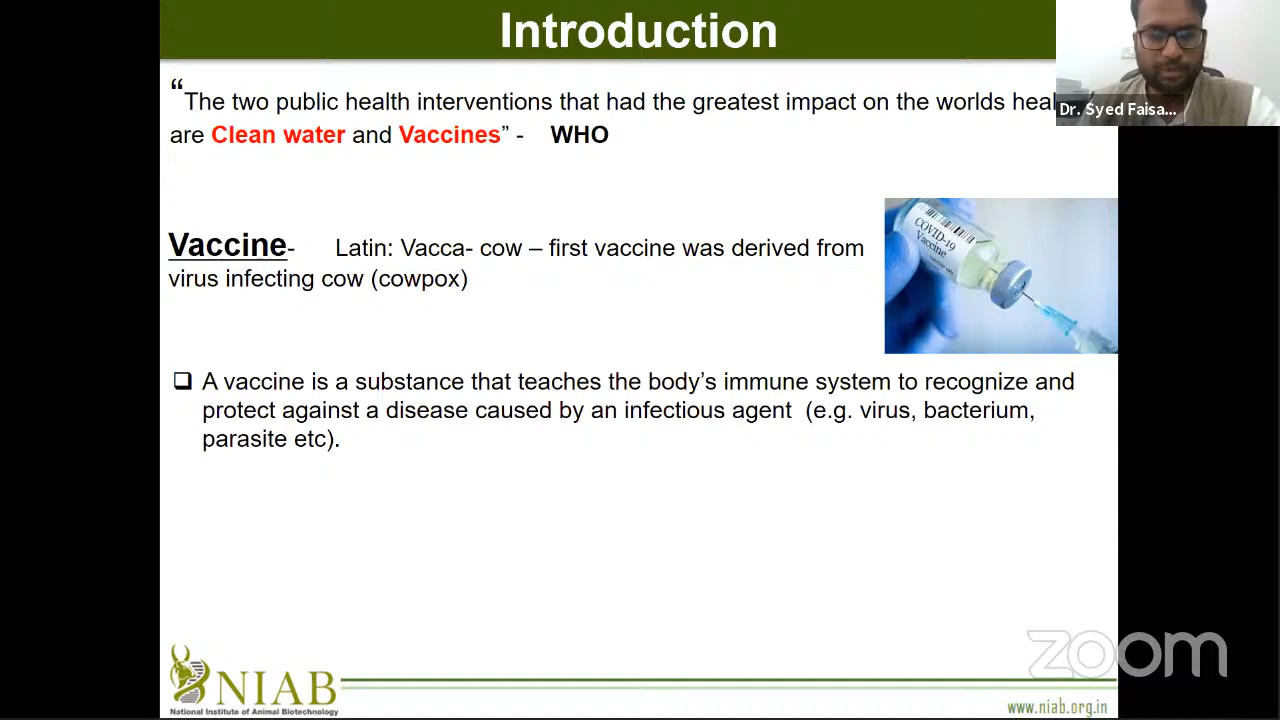 Introduction
“The two public health interventions that had the greatest impact on the worlds
are Clean water and Vaccines” - WHO
Dr. Syed Faisa...
Vaccine- Latin: Vacca- cow – first vaccine was derived from
virus infecting cow (cowpox)
COVID-19
Vaccine
❑ A vaccine is a substance that teaches the body’s immune system to recognize and
protect against a disease caused by an infectious agent (e.g. virus, bacterium,
parasite etc).
zoom
NIAB
National Institute of Animal Biotechnology
www.niab.org.in